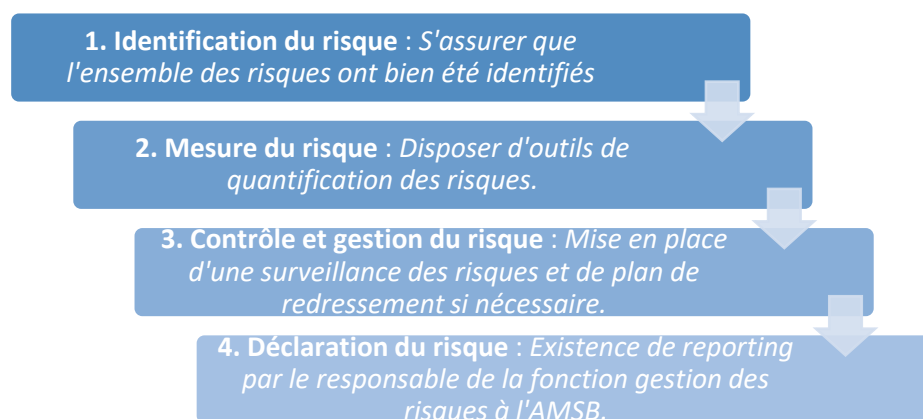 1. Identification du risque : S'assurer que
l'ensemble des risques ont bien été identifiés
2. Mesure du risque : Disposer d'outils de
quantification des risques.
3. Contrôle et gestion du risque : Mise en place
d'une surveillance des risques et de plan de
redressement si nécessaire.
4. Déclaration du risque : Existence de reporting
par le responsable de la fonction gestion des
risques à l'AMSB.